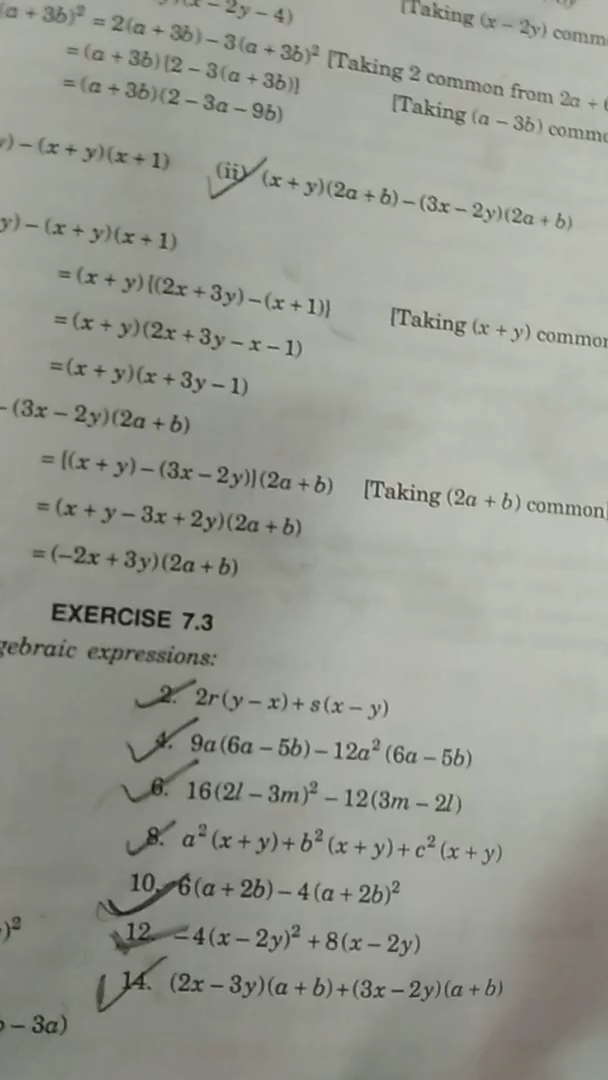 (x – 2y – 4)
[Taking (x – 2y)
(a + 3b)² = 2(a + 3b) – 3(a + 3b)² [Taking 2 common from 2a +
= (a + 3b){2 – 3(a + 3b)} [Taking (a – 3b)
= (a + 3b)(2 – 3a – 9b)
) – (x + y)(x + 1) (ii) (x + y)(2a + b) – (3x – 2y)(2a + b)
y) – (x + y)(x + 1)
= (x + y){(2x + 3y) – (x + 1)} [Taking (x + y)
= (x + y)(2x + 3y – x – 1)
= (x + y)(x + 3y – 1)
– (3x – 2y)(2a + b)
= {(x + y) – (3x – 2y)}(2a + b) [Taking (2a + b) common]
= (x + y – 3x + 2y)(2a + b)
= (–2x + 3y)(2a + b)
EXERCISE 7.3
gebraic expressions:
2. 2r(y – x) + s(x – y)
4. 9a(6a – 5b) – 12a² (6a – 5b)
6. 16(2l – 3m)² – 12(3m – 2l)
8. a² (x + y) + b² (x + y) + c² (x + y)
10. 6(a + 2b) – 4(a + 2b)²
)² 12. –4(x – 2y)² + 8(x – 2y)
14. (2x – 3y)(a + b) + (3x – 2y)(a + b)
– 3a)